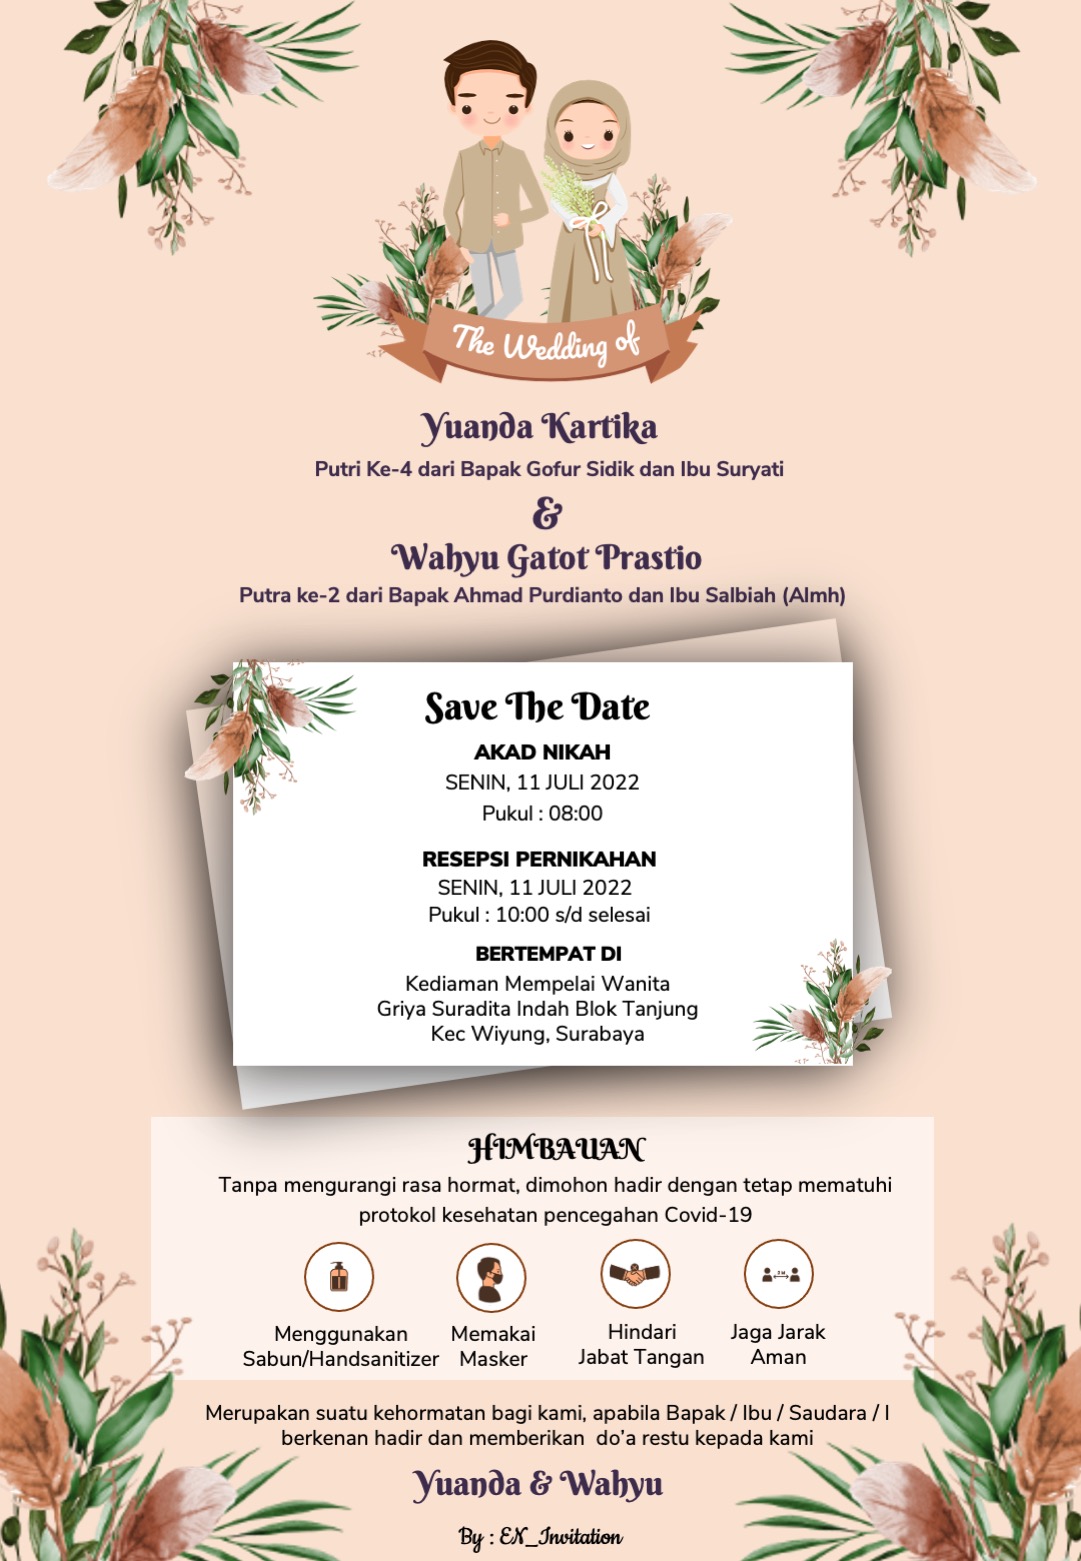 The Wedding of
Yuanda Kartika
Putri Ke-4 dari Bapak Gofur Sidik dan Ibu Suryati
&
Wahyu Gatot Prastio
Putra ke-2 dari Bapak Ahmad Purdianto dan Ibu Salbiah (Almh)
Save The Date
AKAD NIKAH
SENIN, 11 JULI 2022
Pukul : 08:00
RESEPSI PERNIKAHAN
SENIN, 11 JULI 2022
Pukul : 10:00 s/d selesai
BERTEMPAT DI
Kediaman Mempelai Wanita
Griya Suradita Indah Blok Tanjung
Kec Wiyung, Surabaya
HIMBAUAN
Tanpa mengurangi rasa hormat, dimohon hadir dengan tetap mematuhi
protokol kesehatan pencegahan Covid-19
Menggunakan
Sabun/Handsanitizer
Memakai
Masker
Hindari
Jabat Tangan
Jaga Jarak
Aman
Merupakan suatu kehormatan bagi kami, apabila Bapak / Ibu / Saudara / I
berkenan hadir dan memberikan  do'a restu kepada kami
Yuanda & Wahyu
By : EN_Invitation